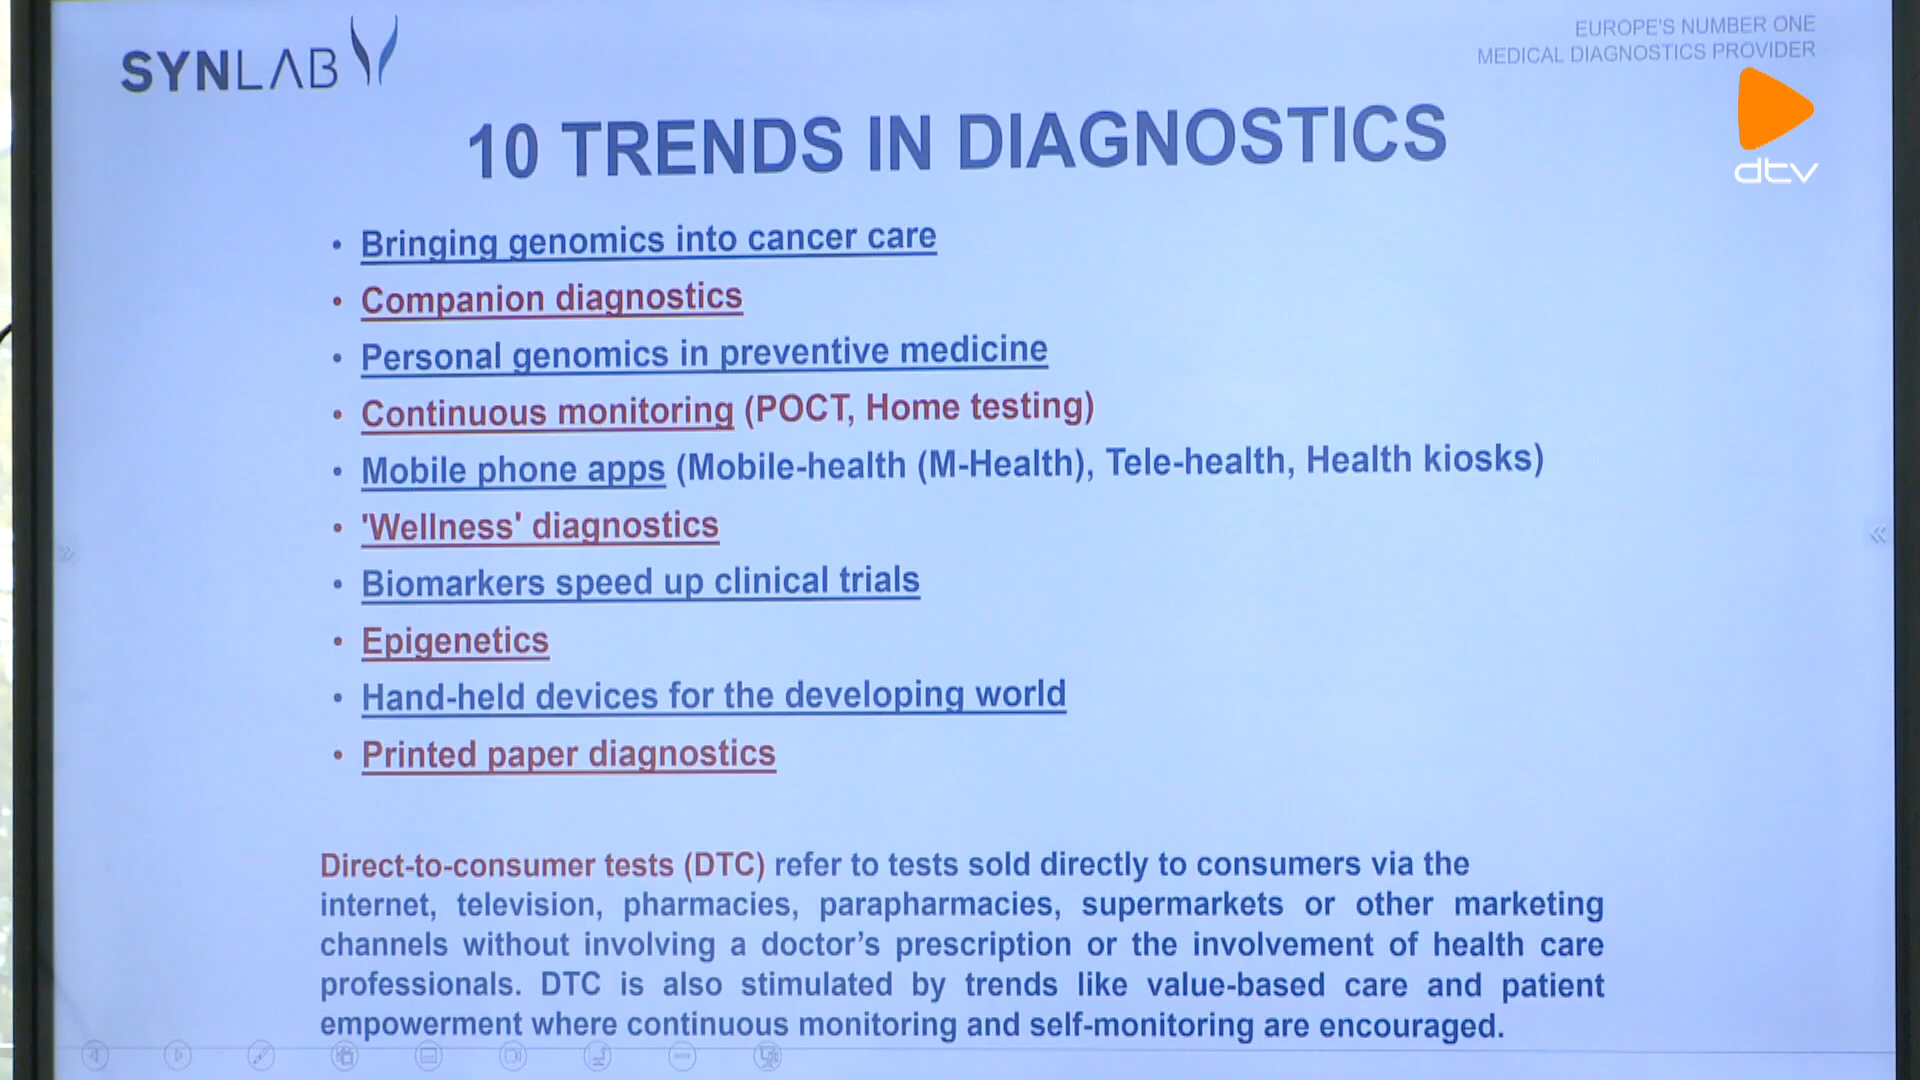 SYNLAB
EUROPE'S NUMBER ONE
MEDICAL DIAGNOSTICS PROVIDER
dtv
10 TRENDS IN DIAGNOSTICS
• Bringing genomics into cancer care
• Companion diagnostics
• Personal genomics in preventive medicine
• Continuous monitoring (POCT, Home testing)
• Mobile phone apps (Mobile-health (M-Health), Tele-health, Health kiosks)
• 'Wellness' diagnostics
• Biomarkers speed up clinical trials
• Epigenetics
• Hand-held devices for the developing world
• Printed paper diagnostics
Direct-to-consumer tests (DTC) refer to tests sold directly to consumers via the
internet, television, pharmacies, parapharmacies, supermarkets or other marketing
channels without involving a doctor’s prescription or the involvement of health care
professionals. DTC is also stimulated by trends like value-based care and patient
empowerment where continuous monitoring and self-monitoring are encouraged.